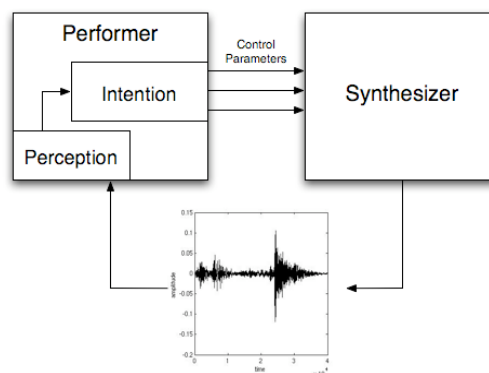 Performer
Control
Parameters
Intention
Synthesizer
Perception
0.15
0.1
0.05
0
-0.05
-0.1
-0.15
-0.2
amplitude
0 1 2 3 4
time